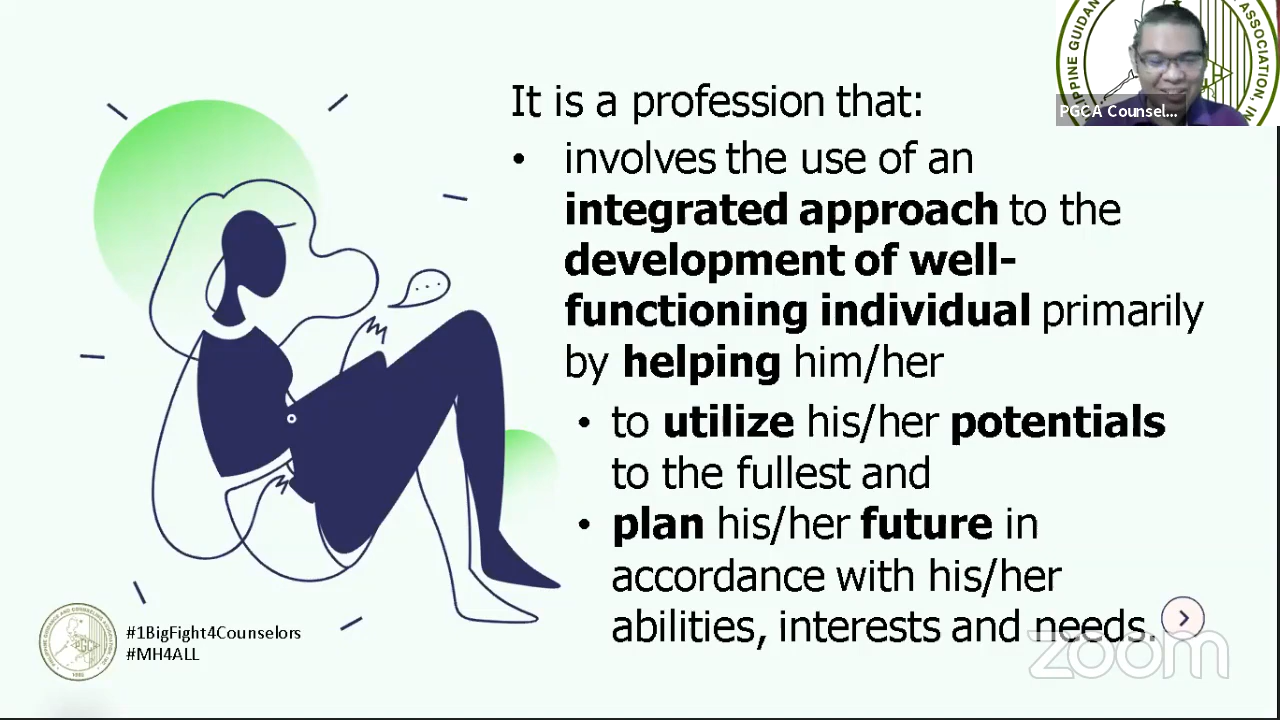 It is a profession that:
• involves the use of an
integrated approach to the
development of well-
functioning individual primarily
by helping him/her
• to utilize his/her potentials
to the fullest and
• plan his/her future in
accordance with his/her
abilities, interests and needs.
PGCA Counsel...
#1BigFight4Counselors
#MH4ALL
zoom